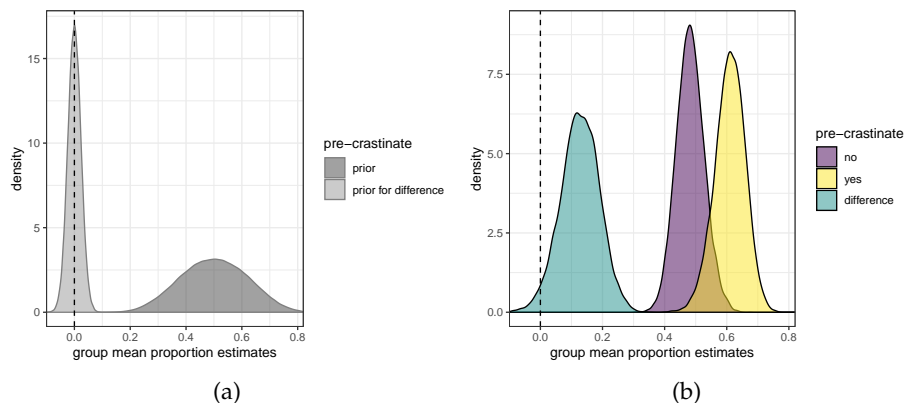 15
10
5
0
density
0.0 0.2 0.4 0.6 0.8
group mean proportion estimates
pre-crastinate
prior
prior for difference
(a)
7.5
5.0
2.5
0.0
density
0.0 0.2 0.4 0.6 0.8
group mean proportion estimates
pre-crastinate
no
yes
difference
(b)